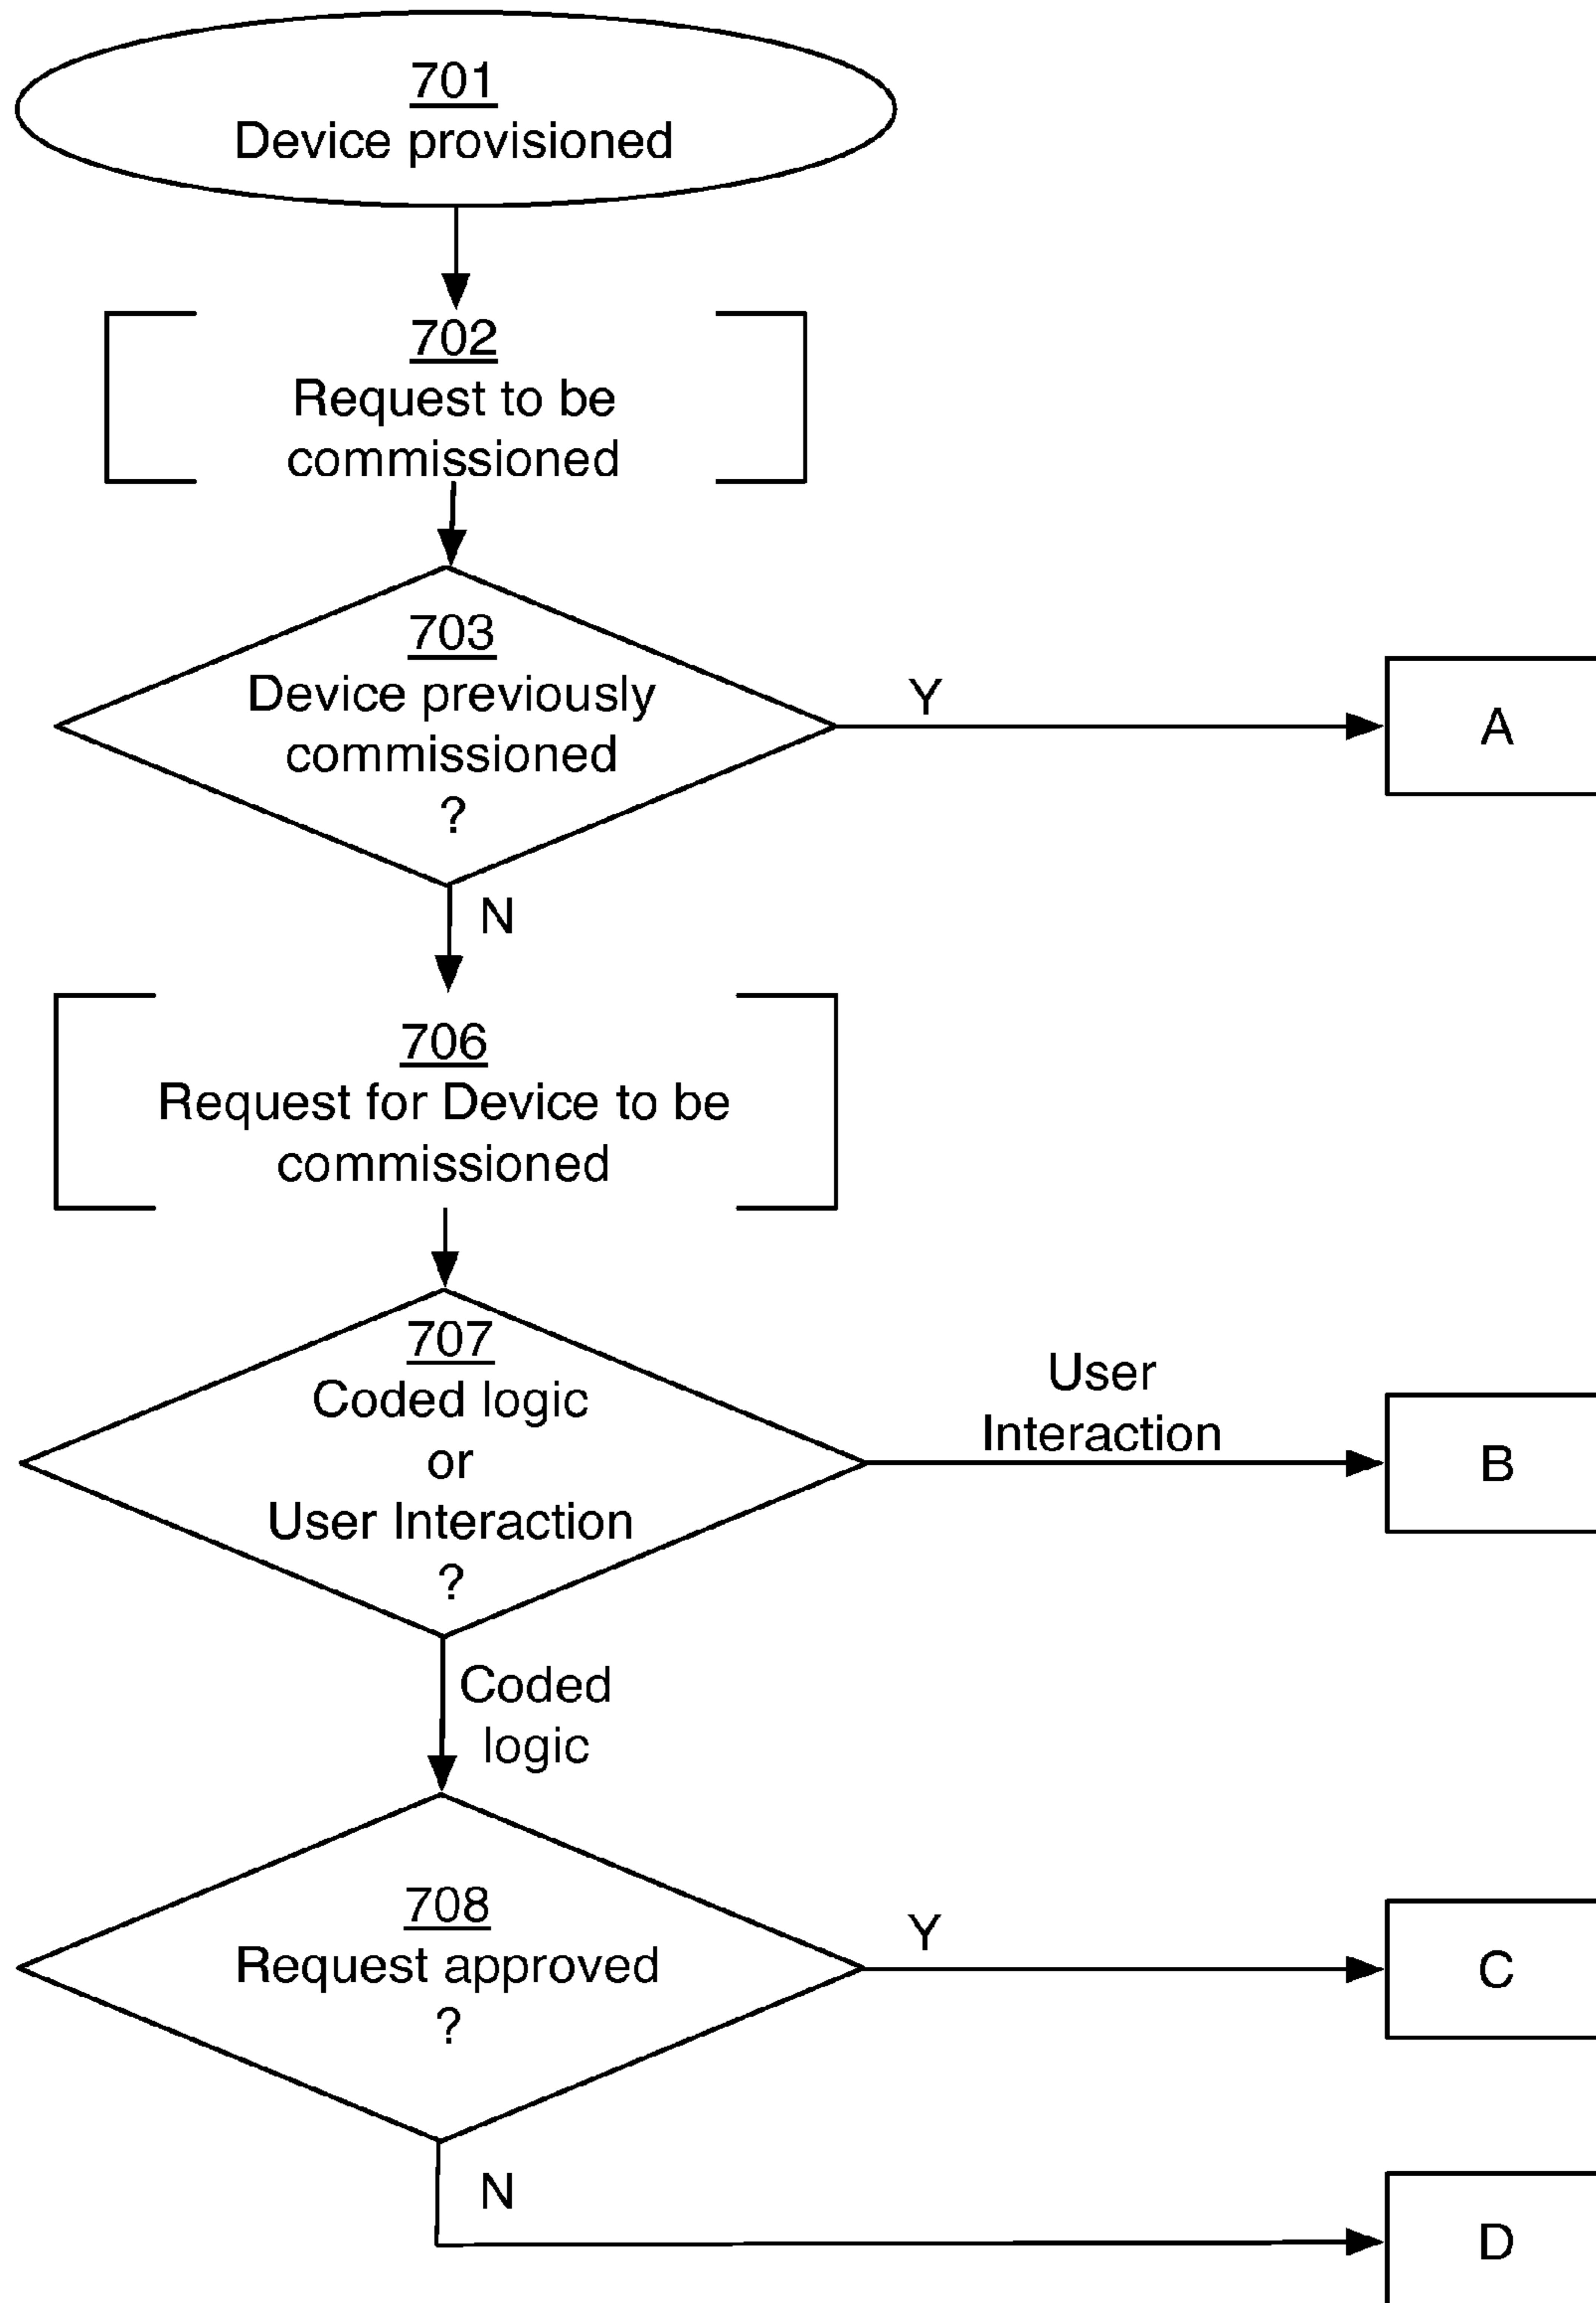 701
Device provisioned
702
Request to be
commissioned
703
Device previously
commissioned
?
Y
A
N
706
Request for Device to be
commissioned
707
Coded logic
or
User Interaction
?
User
Interaction
B
Coded
logic
708
Request approved
?
Y
C
N
D